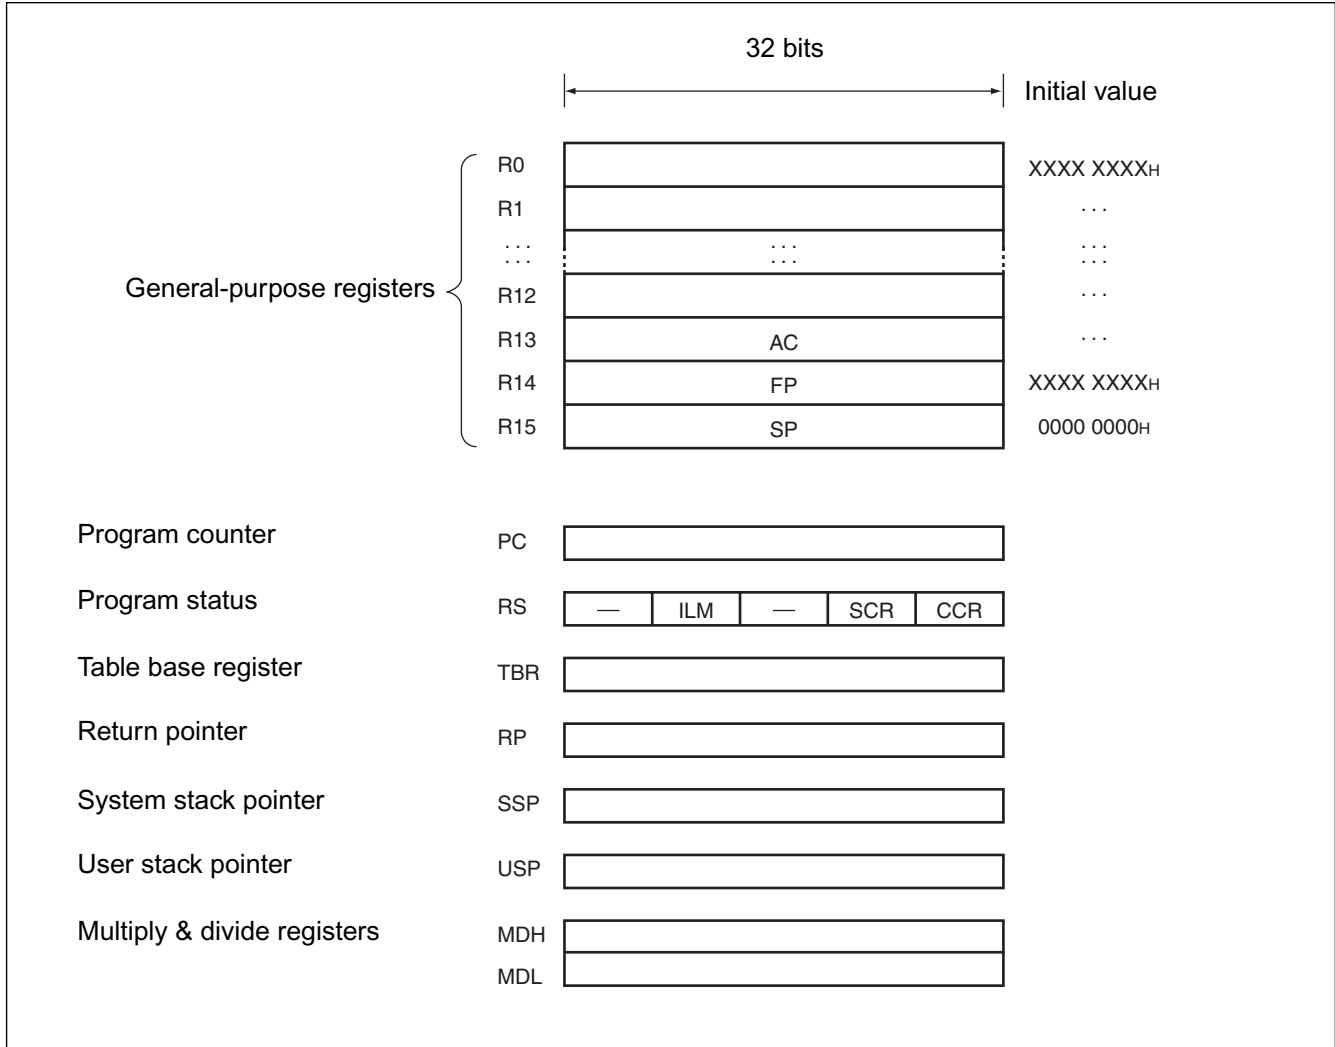 32 bits
Initial value
R0 XXXX XXXXH
R1 . . .
. . . . . . . . .
. . . . . . . . .
General-purpose registers
R12 . . .
R13 AC . . .
R14 FP XXXX XXXXH
R15 SP 0000 0000H
Program counter PC
Program status RS — ILM — SCR CCR
Table base register TBR
Return pointer RP
System stack pointer SSP
User stack pointer USP
Multiply & divide registers MDH
MDL